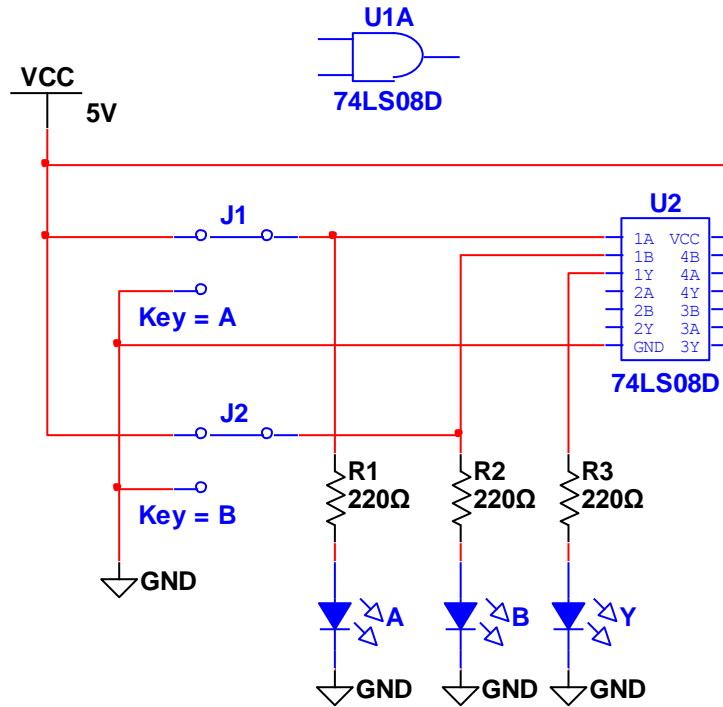 U1A
74LS08D
VCC
5V
J1
Key = A
J2
Key = B
GND
U2
1A VCC
1B 4B
1Y 4A
2A 4Y
2B 3B
2Y 3A
GND 3Y
74LS08D
R1
220Ω
R2
220Ω
R3
220Ω
A
B
Y
GND
GND
GND